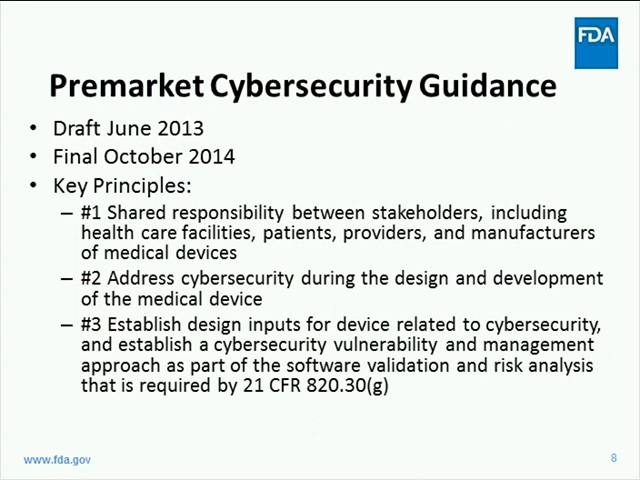 FDA
Premarket Cybersecurity Guidance
• Draft June 2013
• Final October 2014
• Key Principles:
– #1 Shared responsibility between stakeholders, including
health care facilities, patients, providers, and manufacturers
of medical devices
– #2 Address cybersecurity during the design and development
of the medical device
– #3 Establish design inputs for device related to cybersecurity,
and establish a cybersecurity vulnerability and management
approach as part of the software validation and risk analysis
that is required by 21 CFR 820.30(g)
www.fda.gov
8